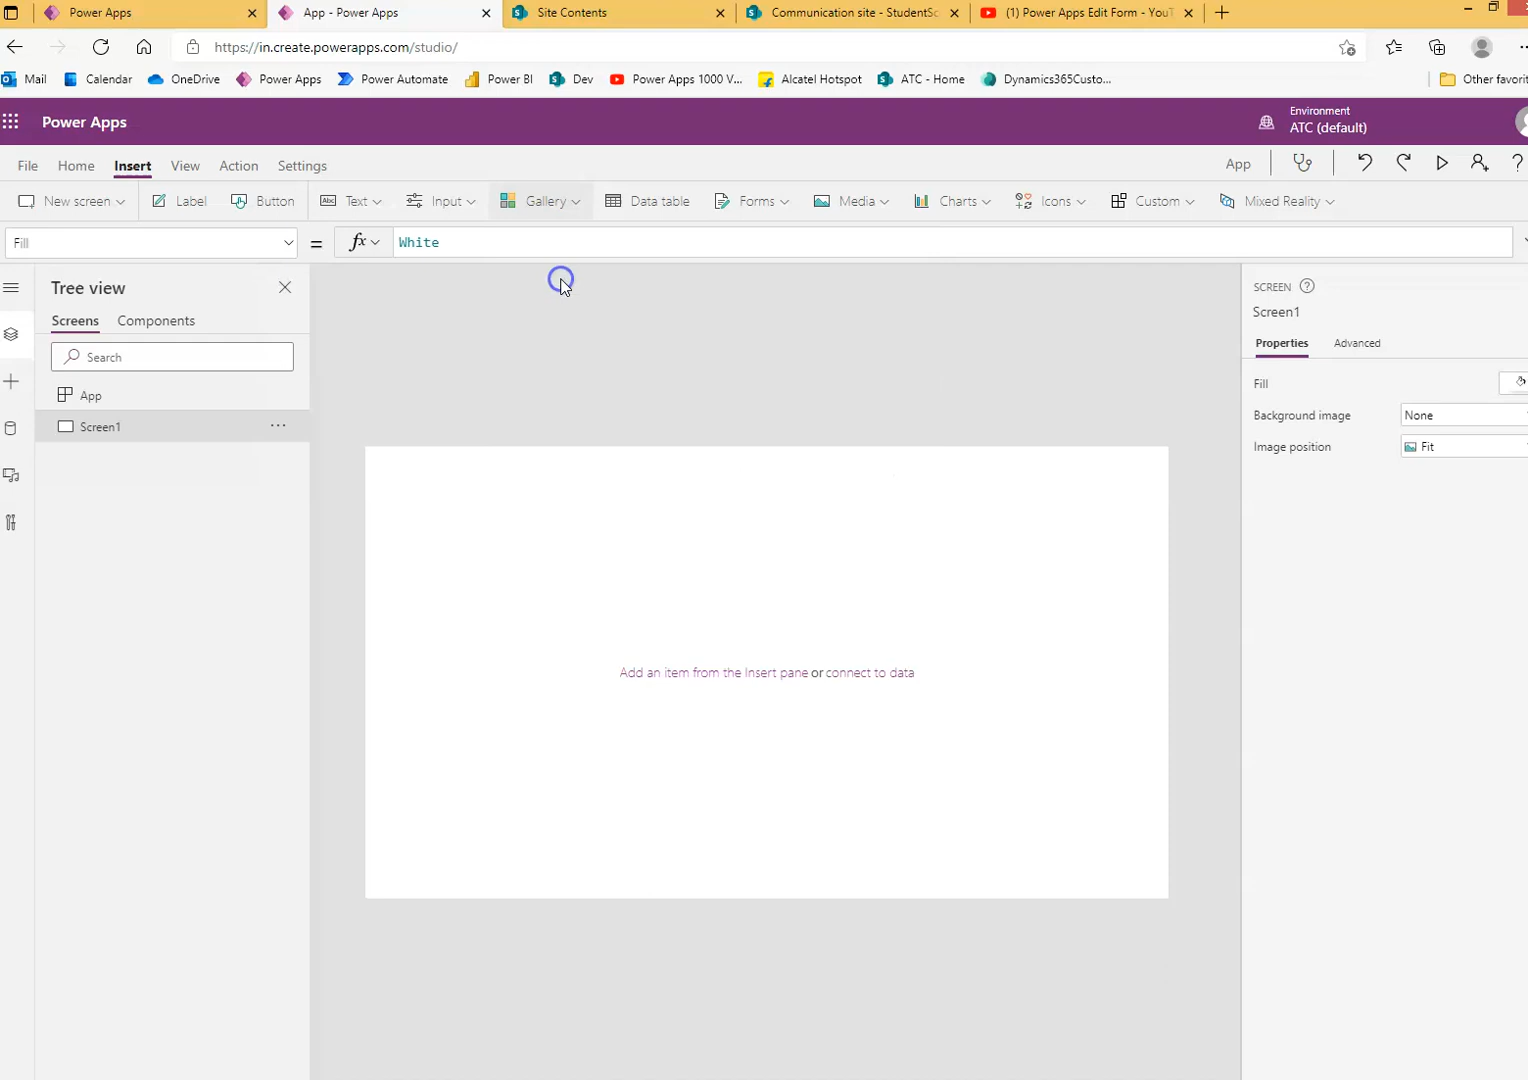 Power Apps
App - Power Apps
Site Contents
Communication site - StudentSc
(1) Power Apps Edit Form - YouT
https://in.create.powerapps.com/studio/
Mail
Calendar
OneDrive
Power Apps
Power Automate
Power BI
Dev
Power Apps 1000 V...
Alcatel Hotspot
ATC - Home
Dynamics365Custo...
Other favorit
Power Apps
Environment
ATC (default)
File
Home
Insert
View
Action
Settings
App
New screen
Label
Button
Abc Text
Input
Gallery
Data table
Forms
Media
Charts
Icons
Custom
Mixed Reality
Fill
=
fx
White
Tree view
Screens
Components
Search
App
Screen1
Add an item from the Insert pane or connect to data
SCREEN
Screen1
Properties
Advanced
Fill
Background image
None
Image position
Fit